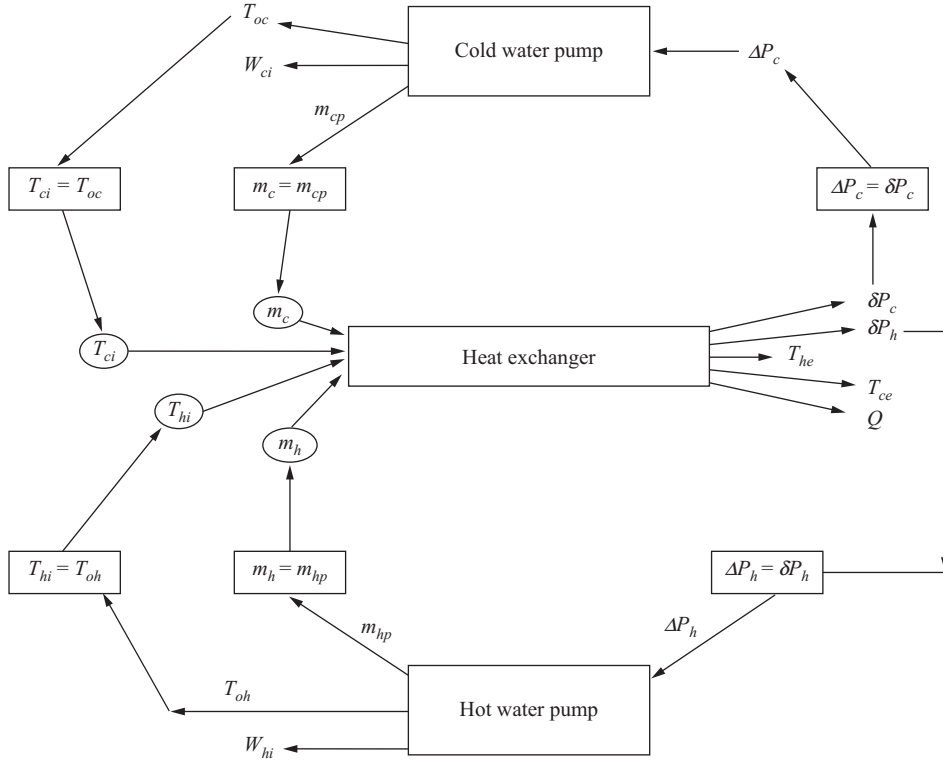 T_oc
Cold water pump
W_ci
ΔP_c
m_cp
T_ci = T_oc
m_c = m_cp
ΔP_c = δP_c
m_c
δP_c
δP_h
T_ci
Heat exchanger
T_he
T_hi
T_ce
Q
m_h
T_hi = T_oh
m_h = m_hp
ΔP_h = δP_h
m_hp
ΔP_h
T_oh
Hot water pump
W_hi